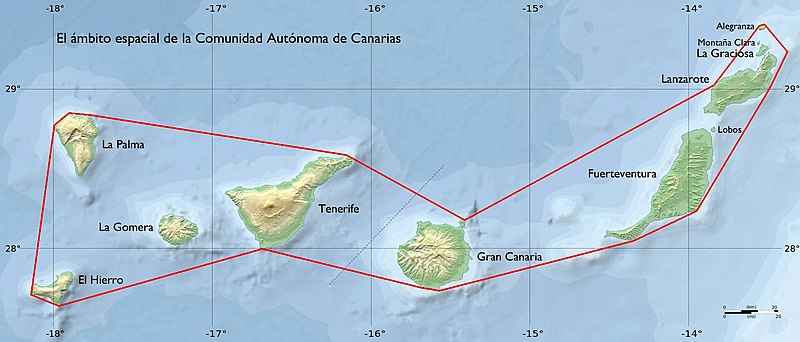 -18°
-17°
-16°
-15°
-14°
El ámbito espacial de la Comunidad Autónoma de Canarias
Alegranza
Montaña Clara
La Graciosa
Lanzarote
29°
29°
Lobos
La Palma
Fuerteventura
Tenerife
La Gomera
28°
28°
Gran Canaria
El Hierro
0 (km) 30
0 (mi) 20
-18°
-17°
-16°
-15°
-14°